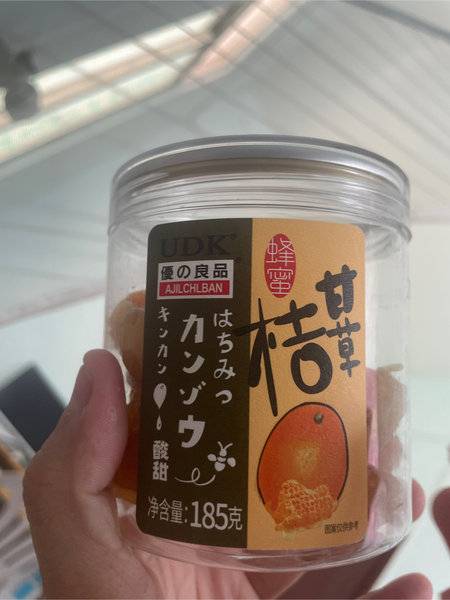 UDK®
優の良品
AJILCHLBAN
はちみつ
カンゾウ
キンカン
酸甜
净含量:185克
蜂蜜
甘草
桔
图案仅供参考